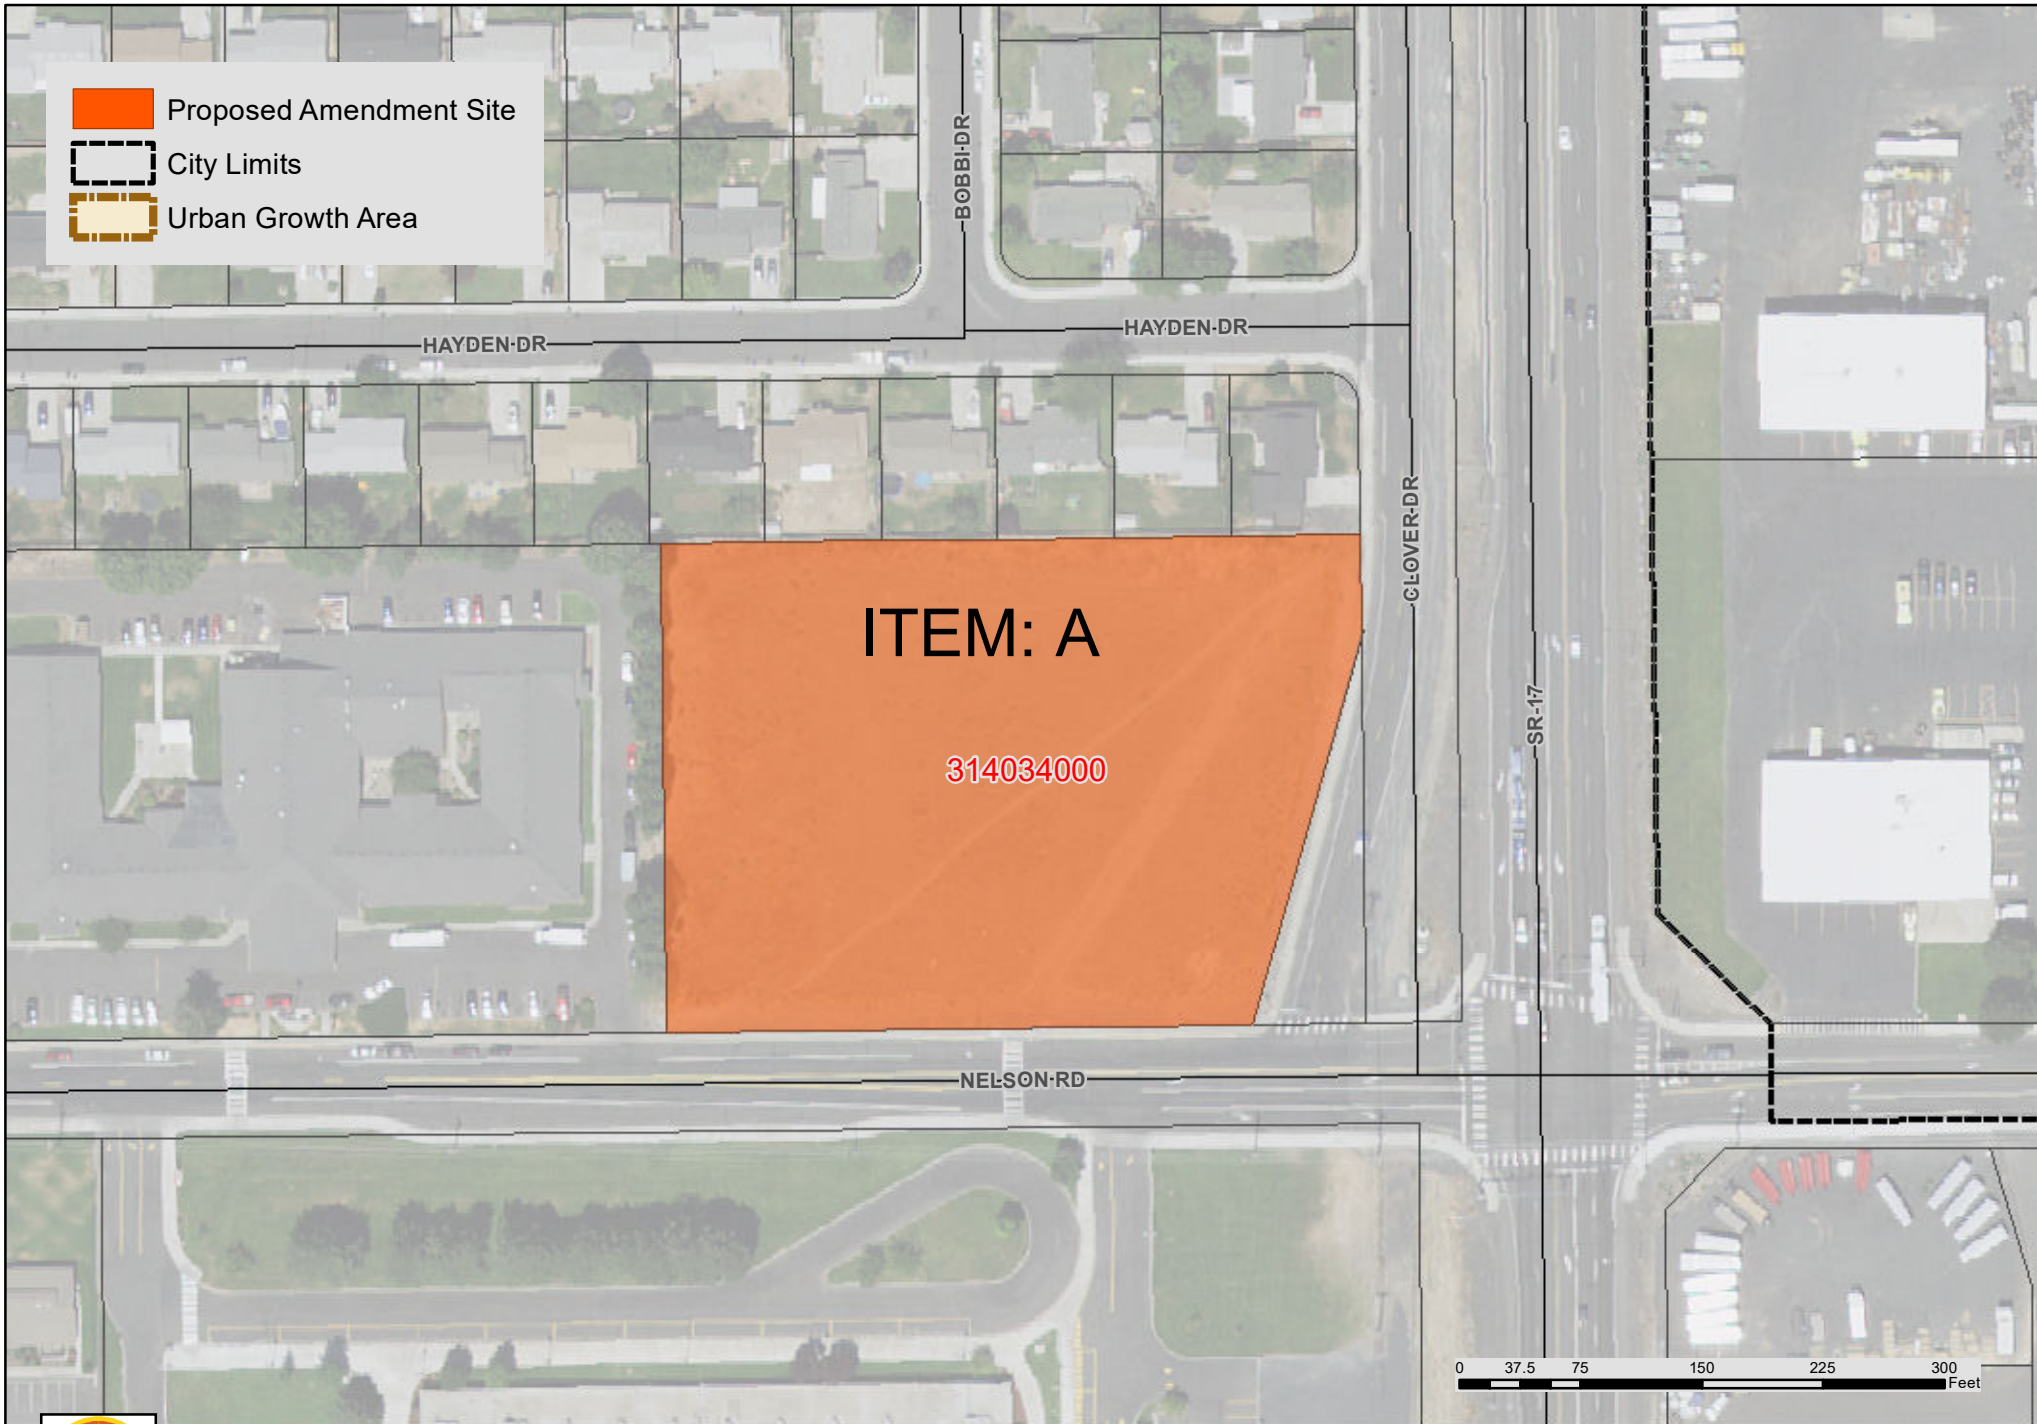 Proposed Amendment Site
City Limits
Urban Growth Area
BOBBI DR
HAYDEN DR
HAYDEN DR
CLOVER DR
ITEM: A
SR-17
314034000
NELSON RD
0 37.5 75 150 225 300
Feet